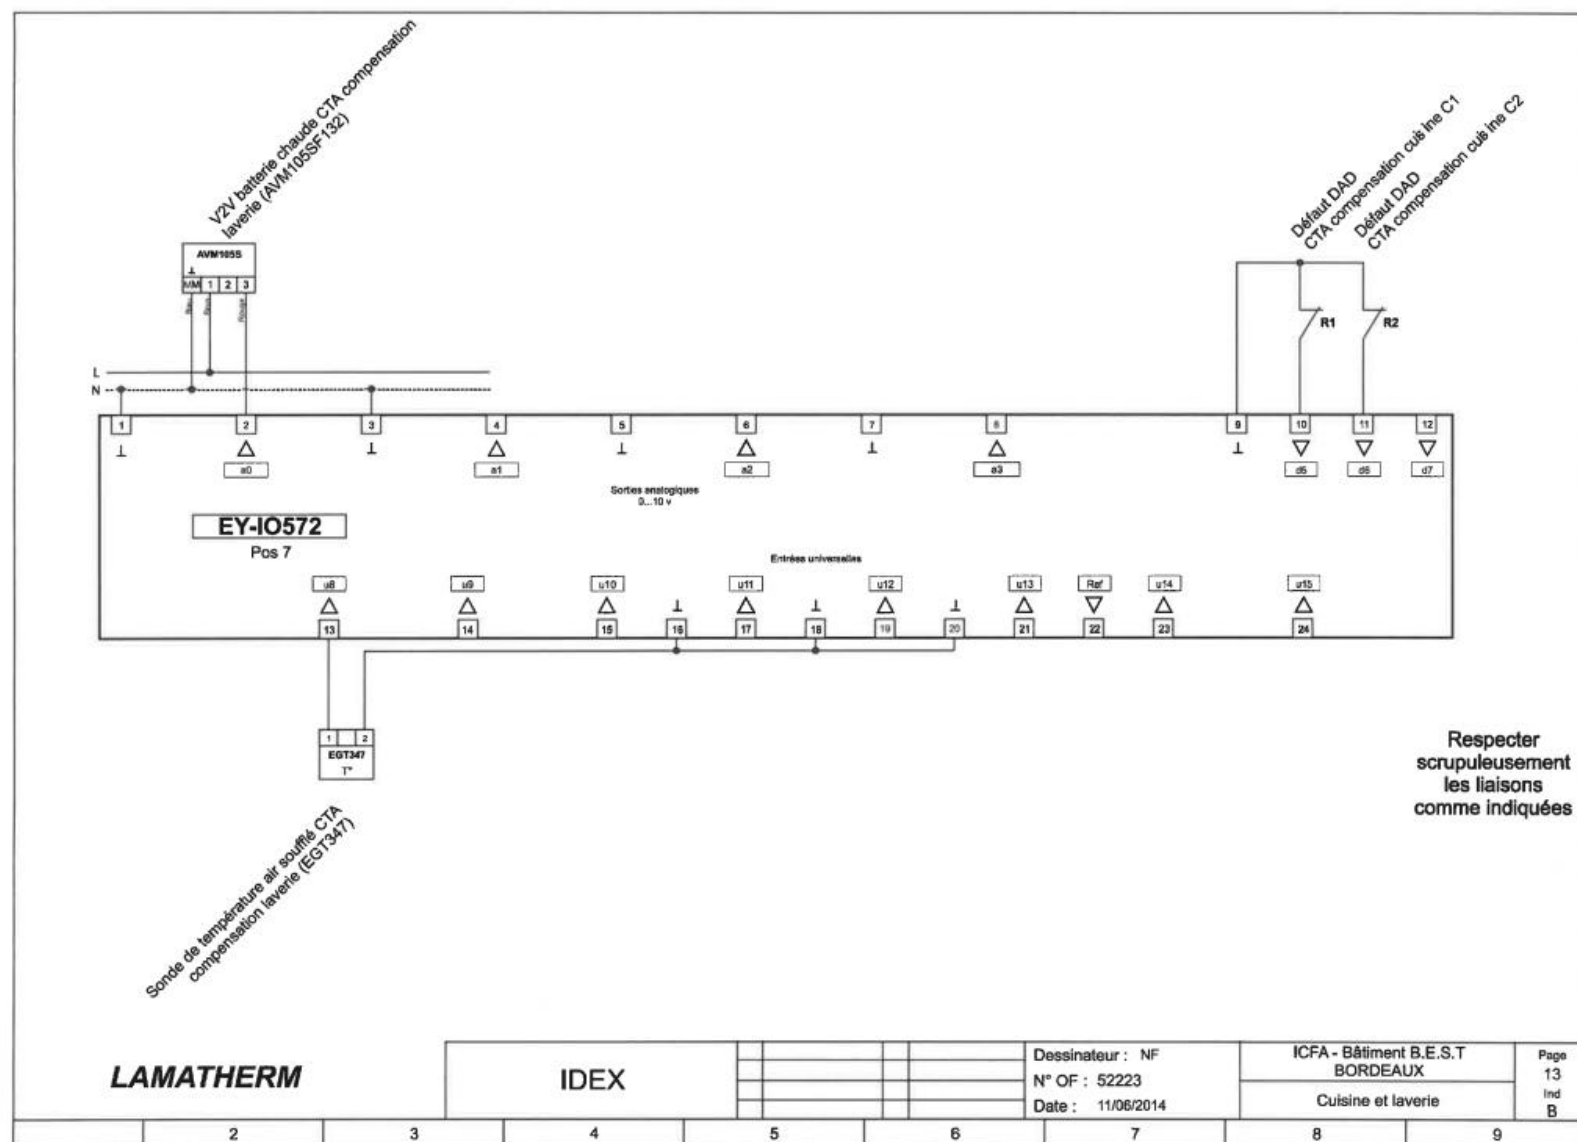 V2V batterie chaude CTA compensation
laverie (AVM105SF132)
Défaut DAD
CTA compensation cuisine C1
Défaut DAD
CTA compensation cuisine C2
AVM105S
MM 1 2 3
Rouge
R1
R2
L
N
1 2 3 4 5 6 7 8 9 10 11 12
a0 a1 a2 a3 d5 d6 d7
Sorties analogiques
0...10 v
EY-IO572
Pos 7
Entrées universelles
u8 u9 u10 u11 u12 u13 Ref u14 u15
13 14 15 16 17 18 19 20 21 22 23 24
1 2
EGT347
T°
Sonde de température air soufflé CTA
compensation laverie (EGT347)
Respecter
scrupuleusement
les liaisons
comme indiquées
LAMATHERM
IDEX
Dessinateur : NF
N° OF : 52223
Date : 11/06/2014
ICFA - Bâtiment B.E.S.T
BORDEAUX
Cuisine et laverie
Page
13
Ind
B
2 3 4 5 6 7 8 9